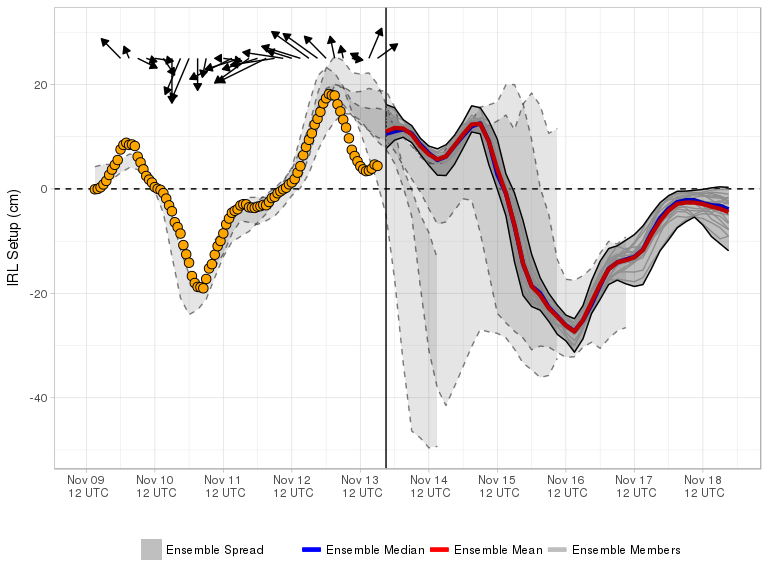 20
0
-20
-40
IRL Setup (cm)
Nov 09 Nov 10 Nov 11 Nov 12 Nov 13 Nov 14 Nov 15 Nov 16 Nov 17 Nov 18
12 UTC 12 UTC 12 UTC 12 UTC 12 UTC 12 UTC 12 UTC 12 UTC 12 UTC 12 UTC
Ensemble Spread Ensemble Median Ensemble Mean Ensemble Members